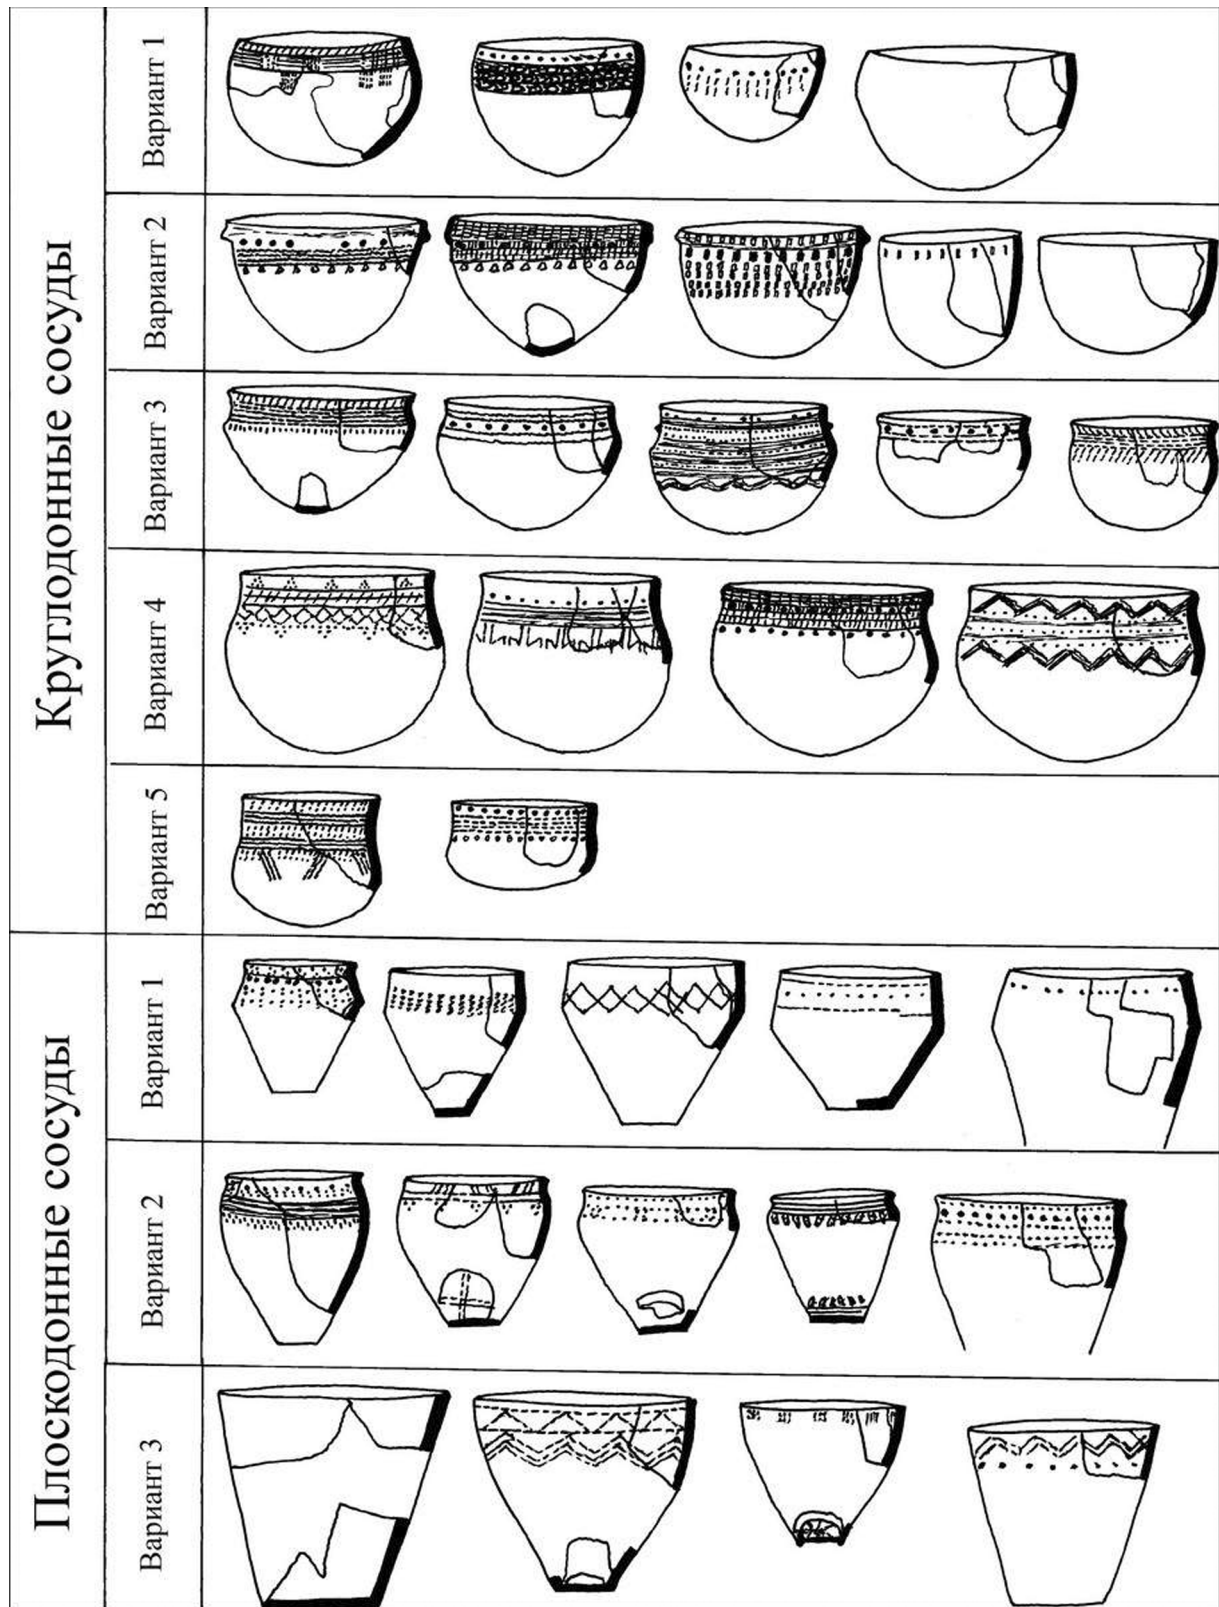 Круглодонные сосуды
Вариант 1
Вариант 2
Вариант 3
Вариант 4
Вариант 5
Плоскодонные сосуды
Вариант 1
Вариант 2
Вариант 3